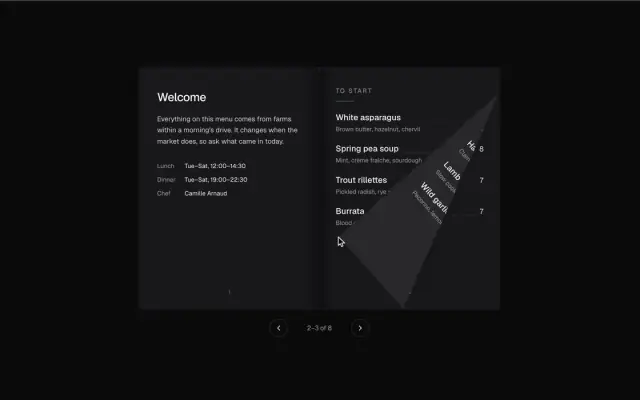 Welcome
Everything on this menu comes from farms
within a morning's drive. It changes when the
market does, so ask what came in today.
Lunch Tue–Sat, 12:00–14:30
Dinner Tue–Sat, 19:00–22:30
Chef Camille Arnaud
1
TO START
White asparagus
Brown butter, hazelnut, chervil
Spring pea soup 8
Mint, crème fraîche, sourdough
Trout rillettes 7
Pickled radish, rye
Burrata 7
Blood
Lamb
Wild garlic
2–3 of 8